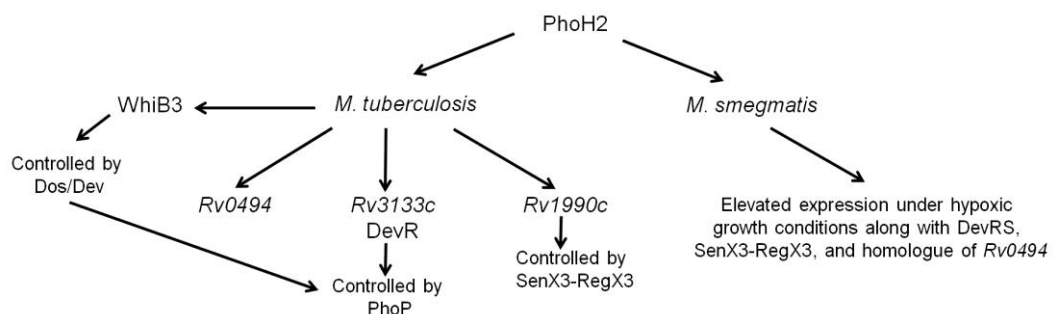 PhoH2
WhiB3
M. tuberculosis
M. smegmatis
Controlled by
Dos/Dev
Rv0494
Rv3133c
DevR
Rv1990c
Elevated expression under hypoxic
growth conditions along with DevRS,
SenX3-RegX3, and homologue of Rv0494
Controlled by
PhoP
Controlled by
SenX3-RegX3